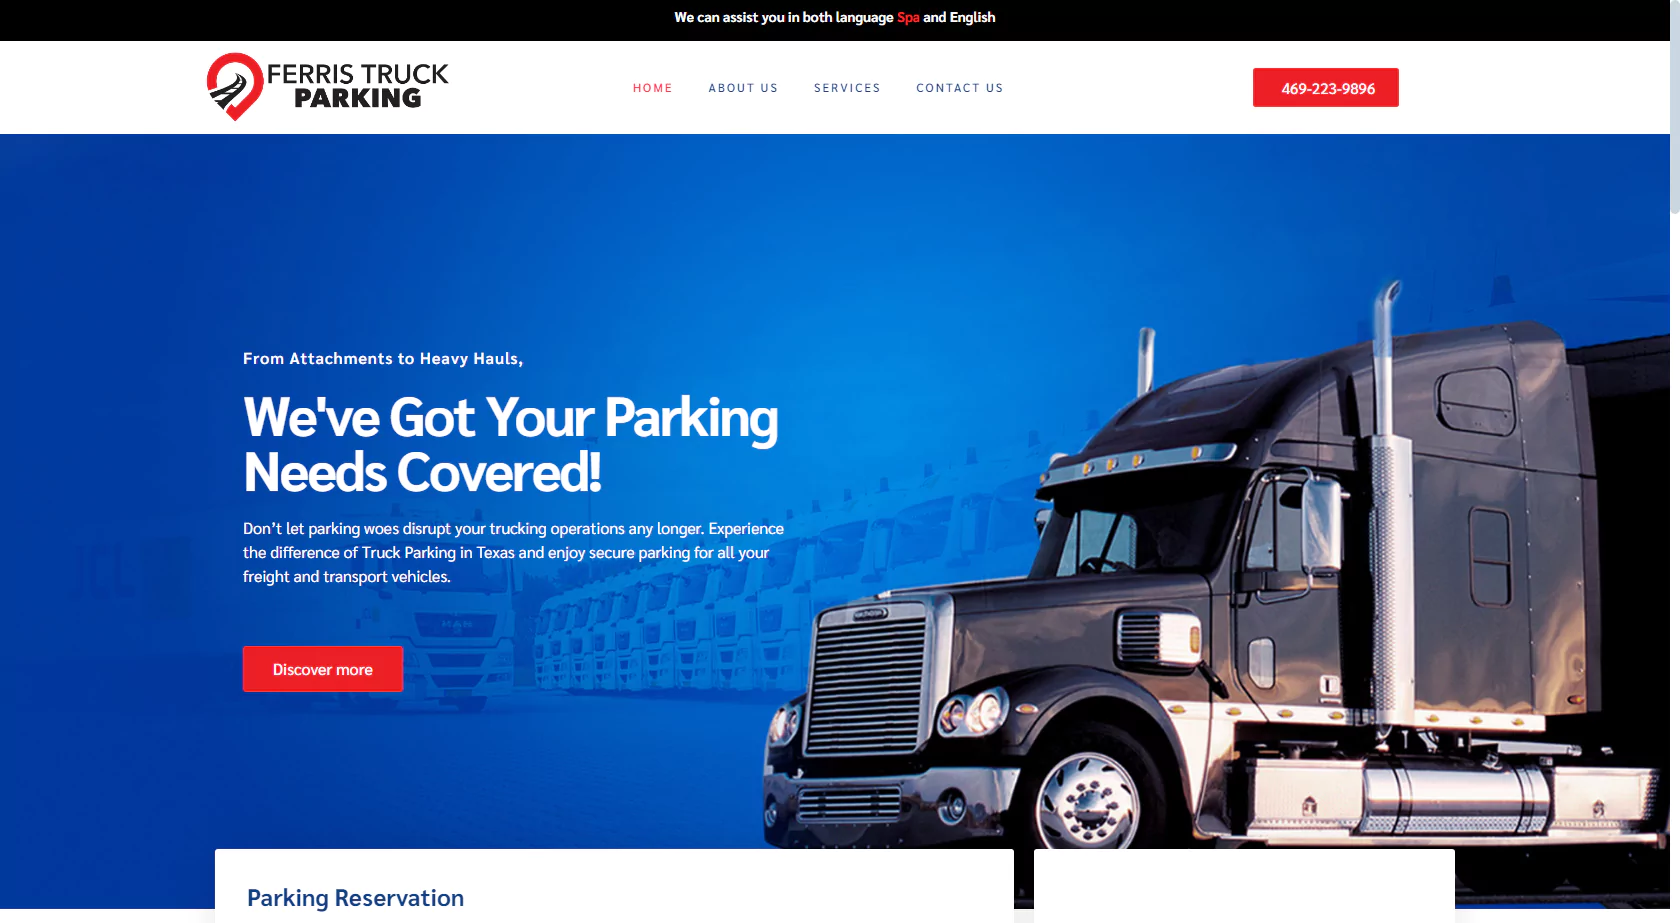 We can assist you in both language Spa and English
FERRIS TRUCK
PARKING
HOME
ABOUT US
SERVICES
CONTACT US
469-223-9896
From Attachments to Heavy Hauls,
We've Got Your Parking
Needs Covered!
Don’t let parking woes disrupt your trucking operations any longer. Experience
the difference of Truck Parking in Texas and enjoy secure parking for all your
freight and transport vehicles.
MAN
Discover more
Parking Reservation